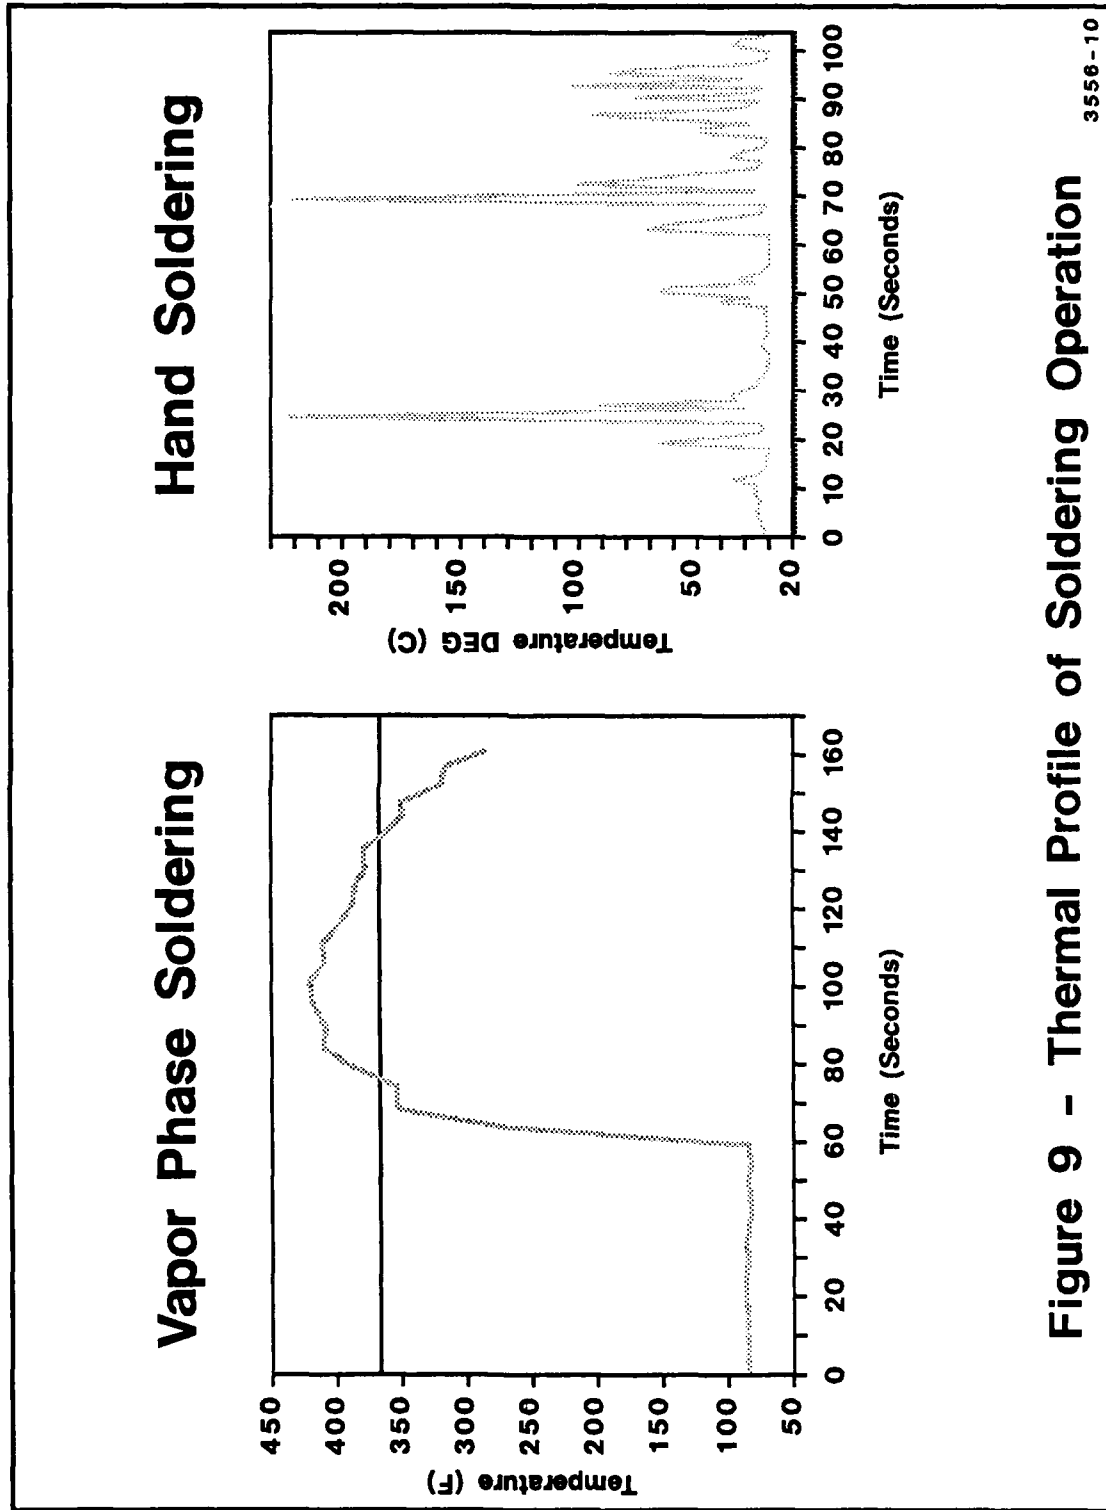 Vapor Phase Soldering
Temperature (F)
450
400
350
300
250
200
150
100
50
0 20 40 60 80 100 120 140 160
Time (Seconds)
Hand Soldering
Temperature DEG (C)
200
150
100
50
20
0 10 20 30 40 50 60 70 80 90 100
Time (Seconds)
Figure 9 - Thermal Profile of Soldering Operation
3556-10